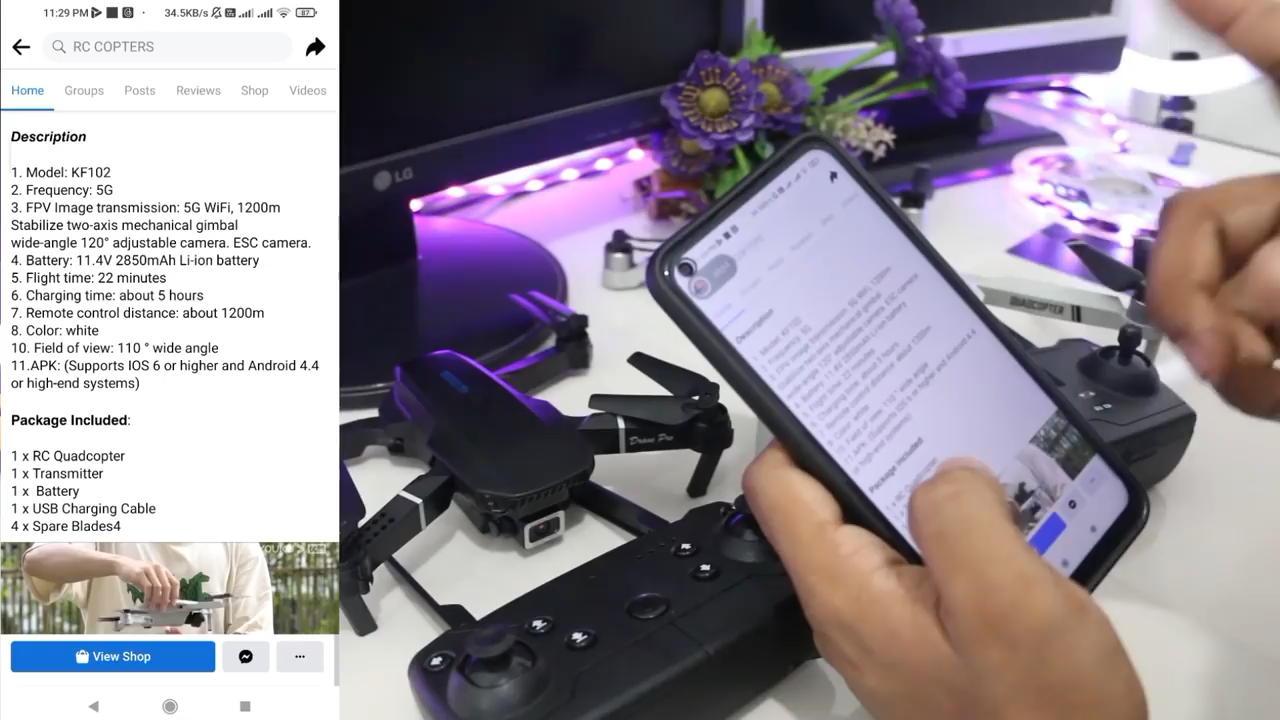 11:29 PM
34.5KB/s
87
RC COPTERS
Home
Groups
Posts
Reviews
Shop
Videos
Description
1. Model: KF102
2. Frequency: 5G
3. FPV Image transmission: 5G WiFi, 1200m
Stabilize two-axis mechanical gimbal
wide-angle 120° adjustable camera. ESC camera.
4. Battery: 11.4V 2850mAh Li-ion battery
5. Flight time: 22 minutes
6. Charging time: about 5 hours
7. Remote control distance: about 1200m
8. Color: white
10. Field of view: 110 ° wide angle
11.APK: (Supports IOS 6 or higher and Android 4.4
or high-end systems)
Package Included:
1 x RC Quadcopter
1 x Transmitter
1 x  Battery
1 x USB Charging Cable
4 x Spare Blades4
View Shop
LG
Drone Pro
Description
Package Included